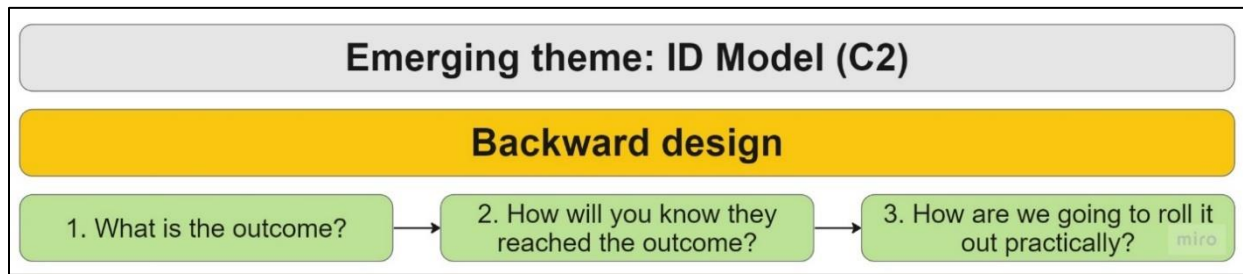 Emerging theme: ID Model (C2)
Backward design
1. What is the outcome?
2. How will you know they
reached the outcome?
3. How are we going to roll it
out practically?
miro